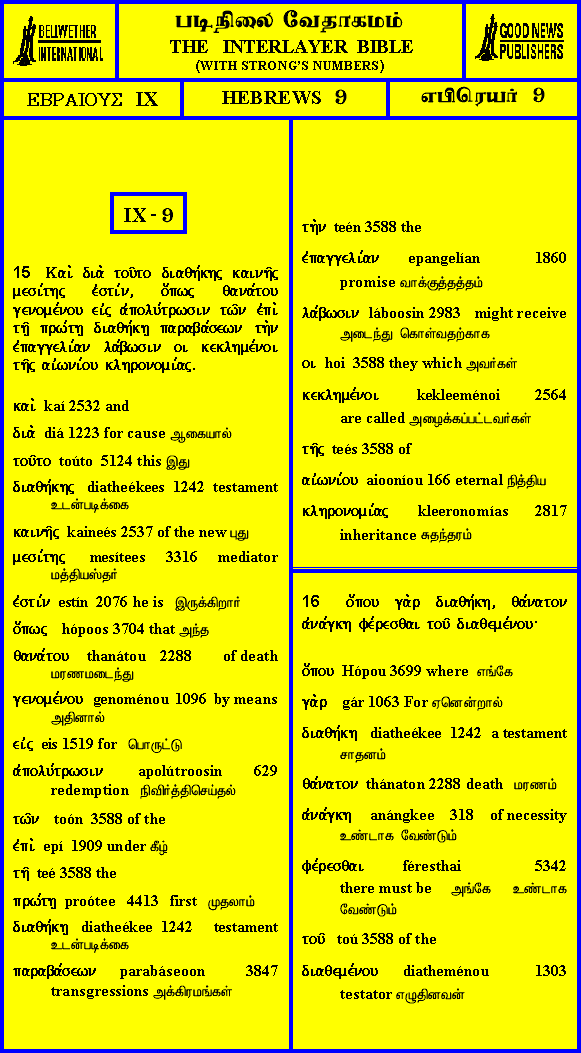 BELLWETHER
INTERNATIONAL
படிநிலை வேதாகமம்
THE INTERLAYER BIBLE
(WITH STRONG'S NUMBERS)
GOOD NEWS
PUBLISHERS
ΕΒΡΑΙΟΥΣ IX
HEBREWS 9
எபிரெயர் 9
IX - 9
15 Καὶ διὰ τοῦτο διαθήκης καινῆς
μεσίτης ἐστίν, ὅπως θανάτου
γενομένου εἰς ἀπολύτρωσιν τῶν ἐπὶ
τῇ πρώτῃ διαθήκῃ παραβάσεων τὴν
ἐπαγγελίαν λάβωσιν οι κεκλημένοι
τῆς αἰωνίου κληρονομίας.
καὶ kaí 2532 and
διὰ diá 1223 for cause ஆகையால்
τοῦτο toúto 5124 this இது
διαθήκης diatheékees 1242 testament
உடன்படிக்கை
καινῆς kaineés 2537 of the new புது
μεσίτης mesítees 3316 mediator
மத்தியஸ்தர்
ἐστίν estín 2076 he is இருக்கிறார்
ὅπως hópoos 3704 that அந்த
θανάτου thanátou 2288 of death
மரணமடைந்து
γενομένου genoménou 1096 by means
அதினால்
εἰς eis 1519 for பொருட்டு
ἀπολύτρωσιν apolútroosin 629
redemption நிவிர்த்திசெய்தல்
τῶν toón 3588 of the
ἐπὶ epí 1909 under கீழ்
τῇ teé 3588 the
πρώτῃ proótee 4413 first முதலாம்
διαθήκῃ diatheékee 1242 testament
உடன்படிக்கை
παραβάσεων parabáseoon 3847
transgressions அக்கிரமங்கள்
τὴν teén 3588 the
ἐπαγγελίαν epangelían 1860
promise வாக்குத்தத்தம்
λάβωσιν láboosin 2983 might receive
அடைந்து கொள்வதற்காக
οι hoi 3588 they which அவர்கள்
κεκλημένοι kekleeménoi 2564
are called அழைக்கப்பட்டவர்கள்
τῆς teés 3588 of
αἰωνίου aiooníou 166 eternal நித்திய
κληρονομίας kleeronomías 2817
inheritance சுதந்தரம்
16 ὅπου γὰρ διαθήκη, θάνατον
ἀνάγκη φέρεσθαι τοῦ διαθεμένου·
ὅπου Hópou 3699 where எங்கே
γὰρ gár 1063 For ஏனென்றால்
διαθήκη diatheékee 1242 a testament
சாதனம்
θάνατον thánaton 2288 death மரணம்
ἀνάγκη anángkee 318 of necessity
உண்டாக வேண்டும்
φέρεσθαι féresthai 5342
there must be அங்கே உண்டாக
வேண்டும்
τοῦ toú 3588 of the
διαθεμένου diatheménou 1303
testator எழுதினவன்